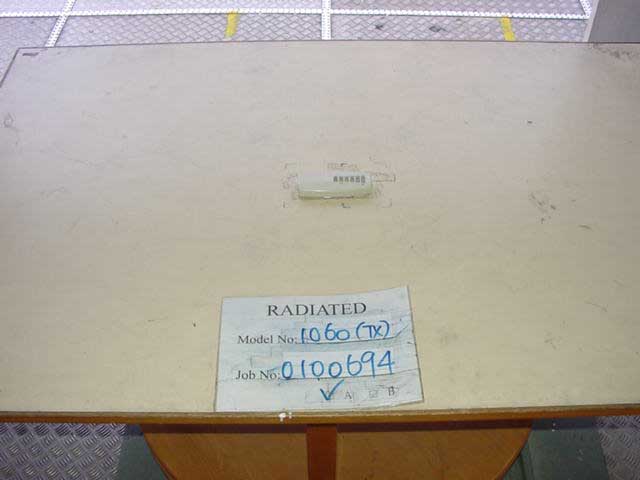 RADIATED
Model No: 1060 (TX)
Job No: 0100694
✓ A B